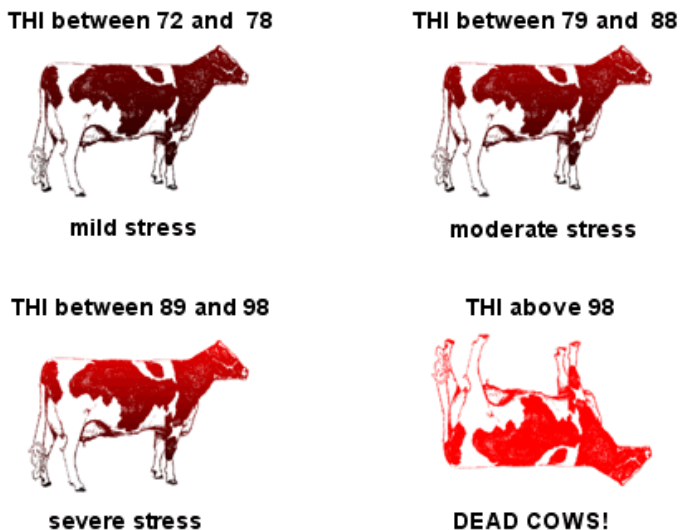 THI between 72 and 78
THI between 79 and 88
mild stress
moderate stress
THI between 89 and 98
THI above 98
severe stress
DEAD COWS!